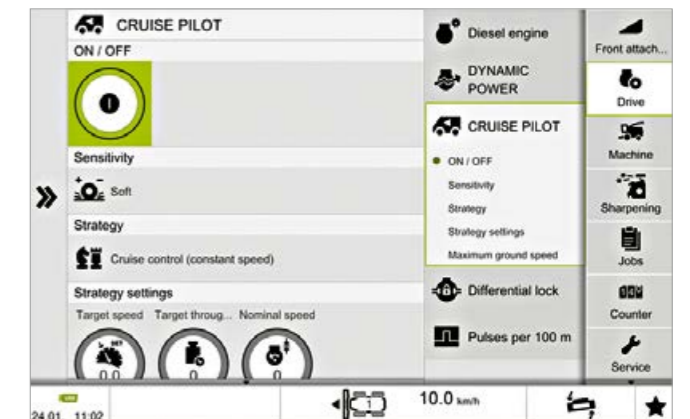 CRUISE PILOT
ON / OFF
Sensitivity
Soft
Strategy
Cruise control (constant speed)
Strategy settings
Target speed Target throug... Nominal speed
0.0 0 0
Diesel engine
DYNAMIC
POWER
CRUISE PILOT
ON / OFF
Sensitivity
Strategy
Strategy settings
Maximum ground speed
Differential lock
Pulses per 100 m
Front attach...
Drive
Machine
Sharpening
Jobs
Counter
Service
24.01. 11:02
1
10.0 km/h